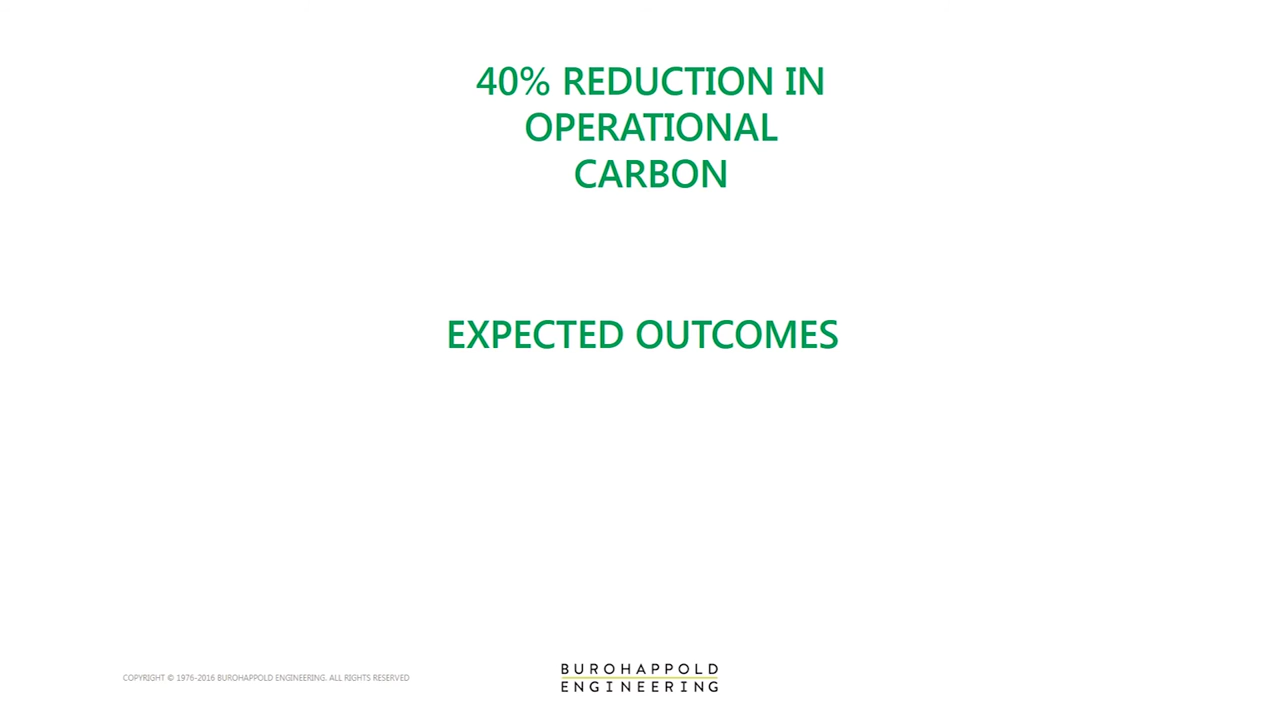 40% REDUCTION IN
OPERATIONAL
CARBON
EXPECTED OUTCOMES
COPYRIGHT © 1976-2016 BUROHAPPOLD ENGINEERING. ALL RIGHTS RESERVED
BUROHAPPOLD
ENGINEERING